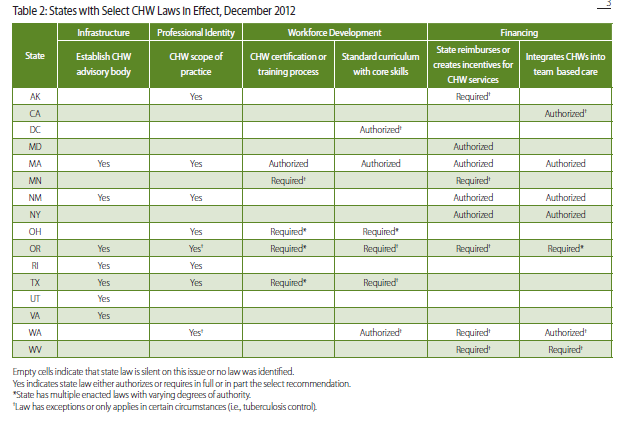 3
Table 2: States with Select CHW Laws in Effect, December 2012
State | Infrastructure | Professional Identity | Workforce Development | Financing
Establish CHW advisory body | CHW scope of practice | CHW certification or training process | Standard curriculum with core skills | State reimburses or creates incentives for CHW services | Integrates CHWs into team based care
AK | | Yes | | | Required† |
CA | | | | | | Authorized†
DC | | | | Authorized† | |
MD | | | | | Authorized |
MA | Yes | Yes | Authorized | Authorized | Authorized | Authorized
MN | | | Required† | | Required† |
NM | Yes | Yes | | | Authorized | Authorized
NY | | | | | Authorized | Authorized
OH | | Yes | Required* | Required* | |
OR | Yes | Yes† | Required* | Required† | Required† | Required*
RI | Yes | Yes | | | |
TX | Yes | Yes | Required* | Required† | |
UT | Yes | | | | |
VA | Yes | | | | |
WA | | Yes† | | Authorized† | Required† | Authorized†
WV | | | | | Required† | Required†
Empty cells indicate that state law is silent on this issue or no law was identified.
Yes indicates state law either authorizes or requires in full or in part the select recommendation.
*State has multiple enacted laws with varying degrees of authority.
†Law has exceptions or only applies in certain circumstances (i.e., tuberculosis control).